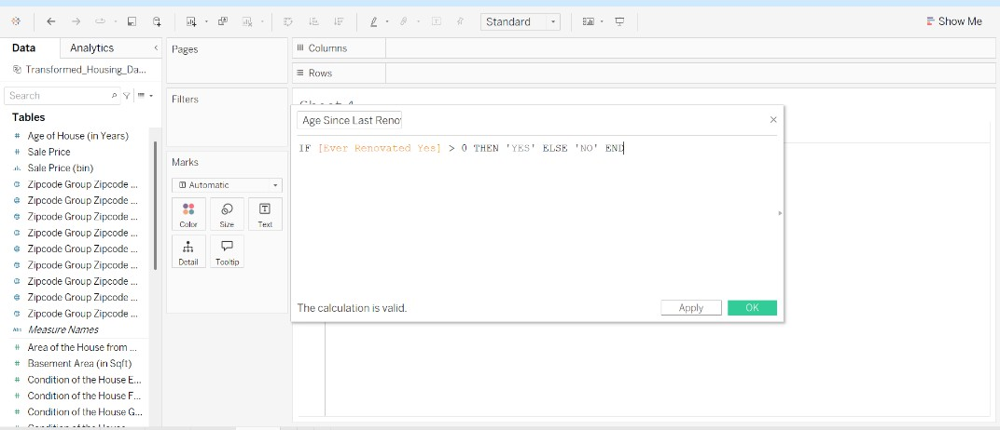 Standard
Show Me
Data
Analytics
Pages
Columns
Transformed_Housing_Da...
Rows
Search
Filters
Tables
Age Since Last Reno
Age of House (in Years)
Sale Price
IF [Ever Renovated Yes] > 0 THEN 'YES' ELSE 'NO' END
Sale Price (bin)
Marks
Zipcode Group Zipcode ...
Automatic
Zipcode Group Zipcode ...
Zipcode Group Zipcode ...
Zipcode Group Zipcode ...
Color
Size
Text
Zipcode Group Zipcode ...
Zipcode Group Zipcode ...
Detail
Tooltip
Zipcode Group Zipcode ...
Zipcode Group Zipcode ...
Zipcode Group Zipcode ...
The calculation is valid.
Apply
OK
Abc
Measure Names
Area of the House from ...
Basement Area (in Sqft)
Condition of the House E...
Condition of the House F...
Condition of the House G...